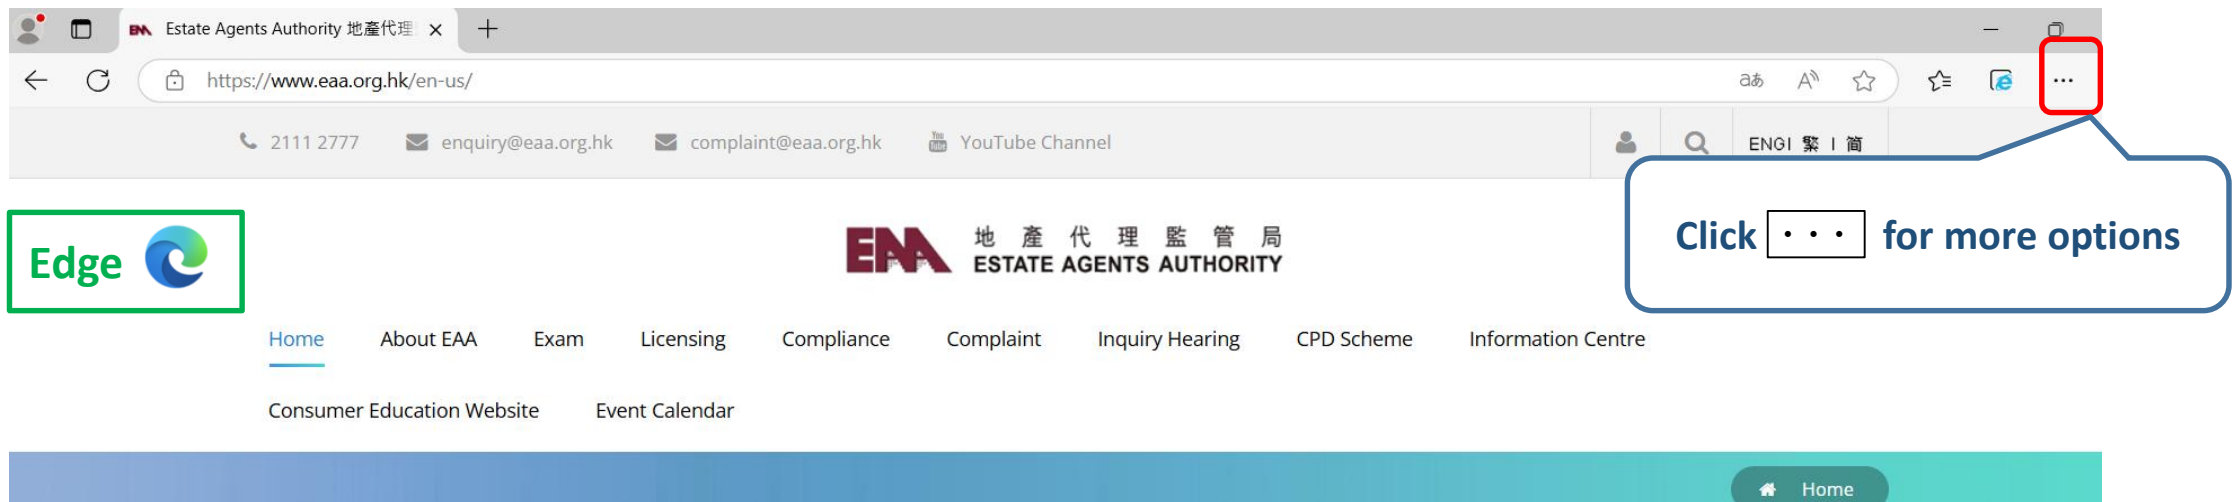 Estate Agents Authority 地產代理
https://www.eaa.org.hk/en-us/
2111 2777 enquiry@eaa.org.hk complaint@eaa.org.hk YouTube Channel ENG| 繁 | 简
Edge
EAA 地產代理監管局
ESTATE AGENTS AUTHORITY
Click ··· for more options
Home About EAA Exam Licensing Compliance Complaint Inquiry Hearing CPD Scheme Information Centre
Consumer Education Website Event Calendar
Home